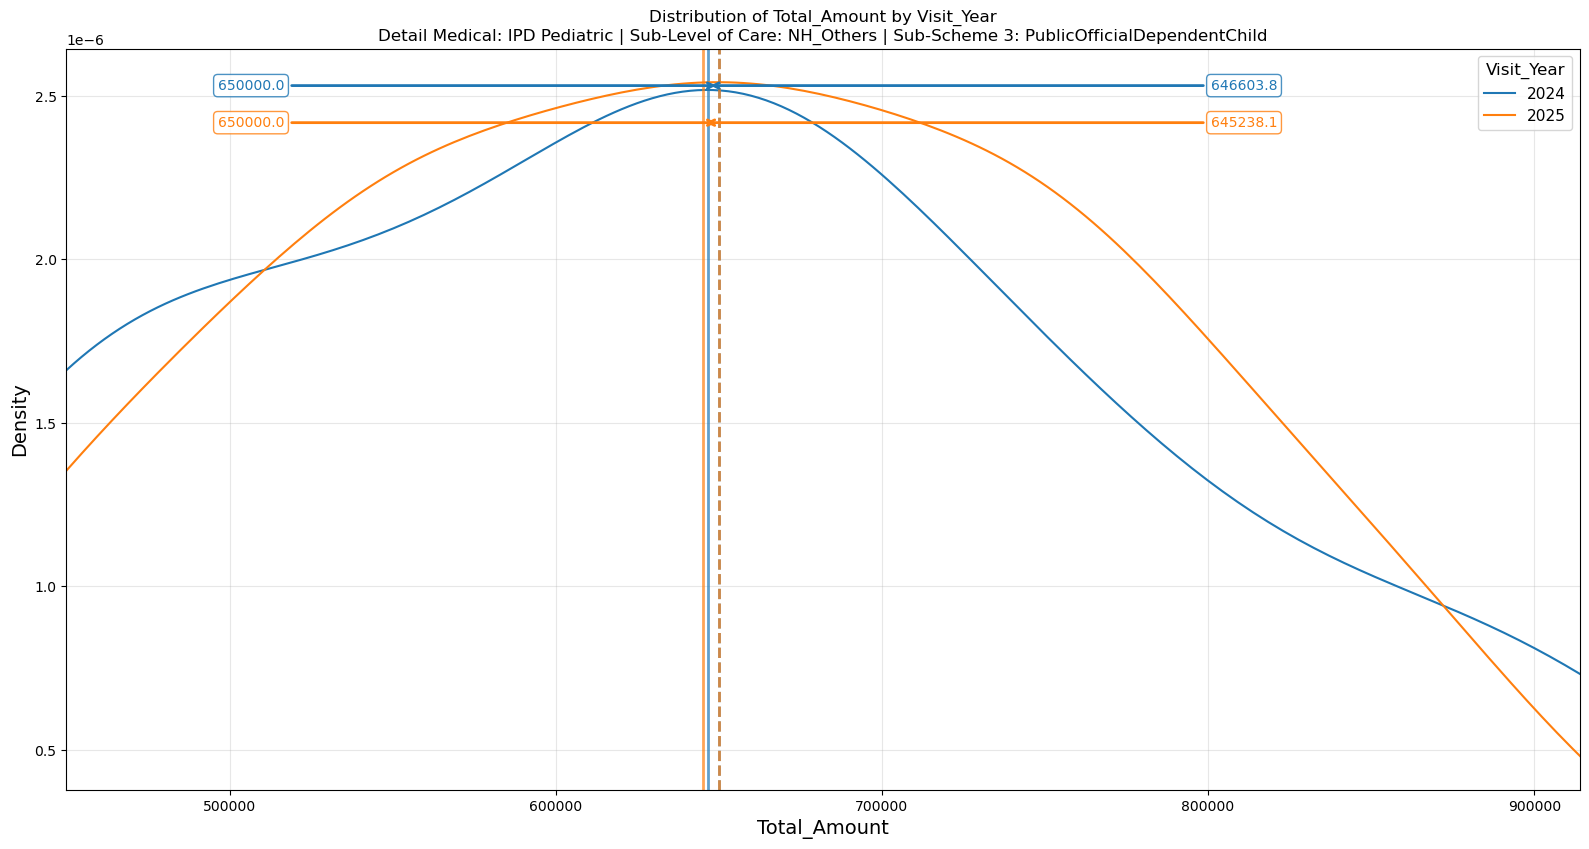 Distribution of Total_Amount by Visit_Year
Detail Medical: IPD Pediatric | Sub-Level of Care: NH_Others | Sub-Scheme 3: PublicOfficialDependentChild
1e−6
Visit_Year
2024
2025
650000.0
646603.8
650000.0
645238.1
2.5
2.0
1.5
1.0
0.5
Density
500000
600000
700000
800000
900000
Total_Amount